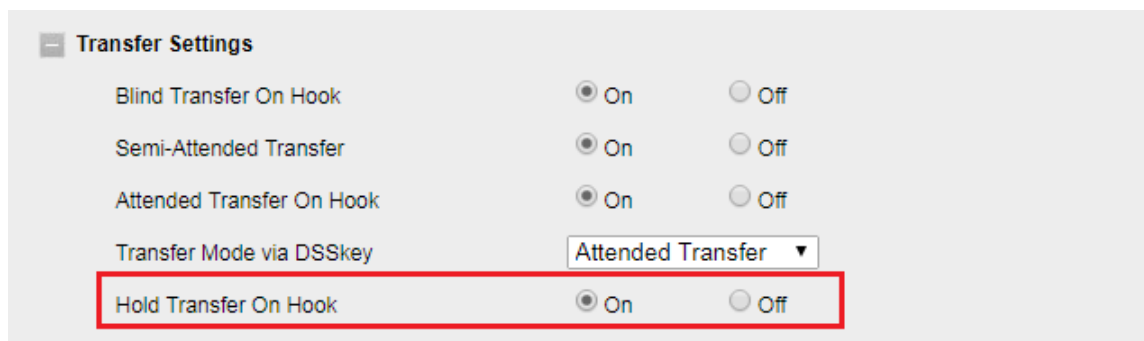 Transfer Settings
Blind Transfer On Hook On Off
Semi-Attended Transfer On Off
Attended Transfer On Hook On Off
Transfer Mode via DSSkey Attended Transfer
Hold Transfer On Hook On Off